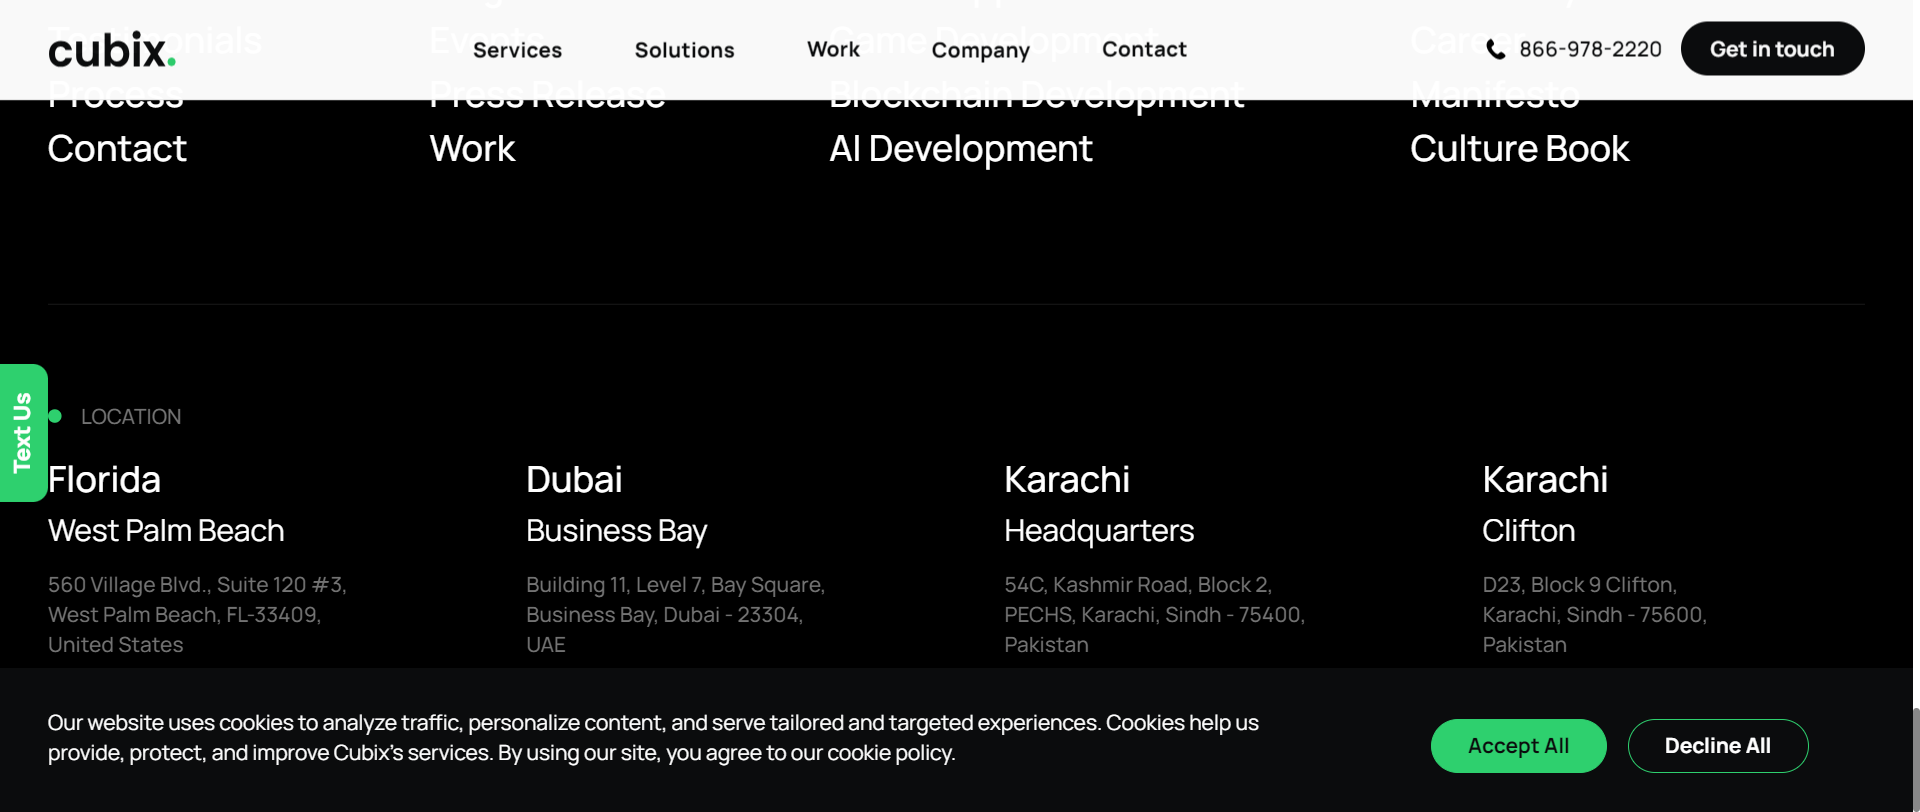 cubix.
Services
Solutions
Work
Company
Contact
866-978-2220
Get in touch
Testimonials
Events
Game Development
Career
Process
Press Release
Blockchain Development
Manifesto
Contact
Work
AI Development
Culture Book
Text Us
LOCATION
Florida
West Palm Beach
560 Village Blvd., Suite 120 #3,
West Palm Beach, FL-33409,
United States
Dubai
Business Bay
Building 11, Level 7, Bay Square,
Business Bay, Dubai - 23304,
UAE
Karachi
Headquarters
54C, Kashmir Road, Block 2,
PECHS, Karachi, Sindh - 75400,
Pakistan
Karachi
Clifton
D23, Block 9 Clifton,
Karachi, Sindh - 75600,
Pakistan
Our website uses cookies to analyze traffic, personalize content, and serve tailored and targeted experiences. Cookies help us
provide, protect, and improve Cubix's services. By using our site, you agree to our cookie policy.
Accept All
Decline All